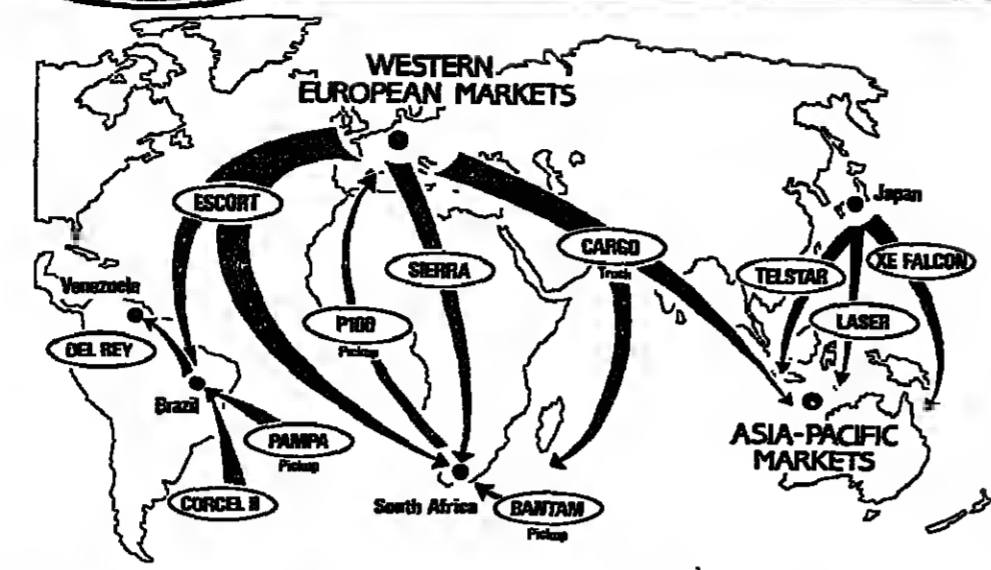 WESTERN
EUROPEAN MARKETS
ESCORT
Japan
CARGO
Truck
SIERRA
TELSTAR
XE FALCON
Venezuela
P100
Pickup
LASER
DEL REY
Brazil
PAMPA
Pickup
ASIA-PACIFIC
MARKETS
CORCEL II
South Africa
BANTAM
Pickup